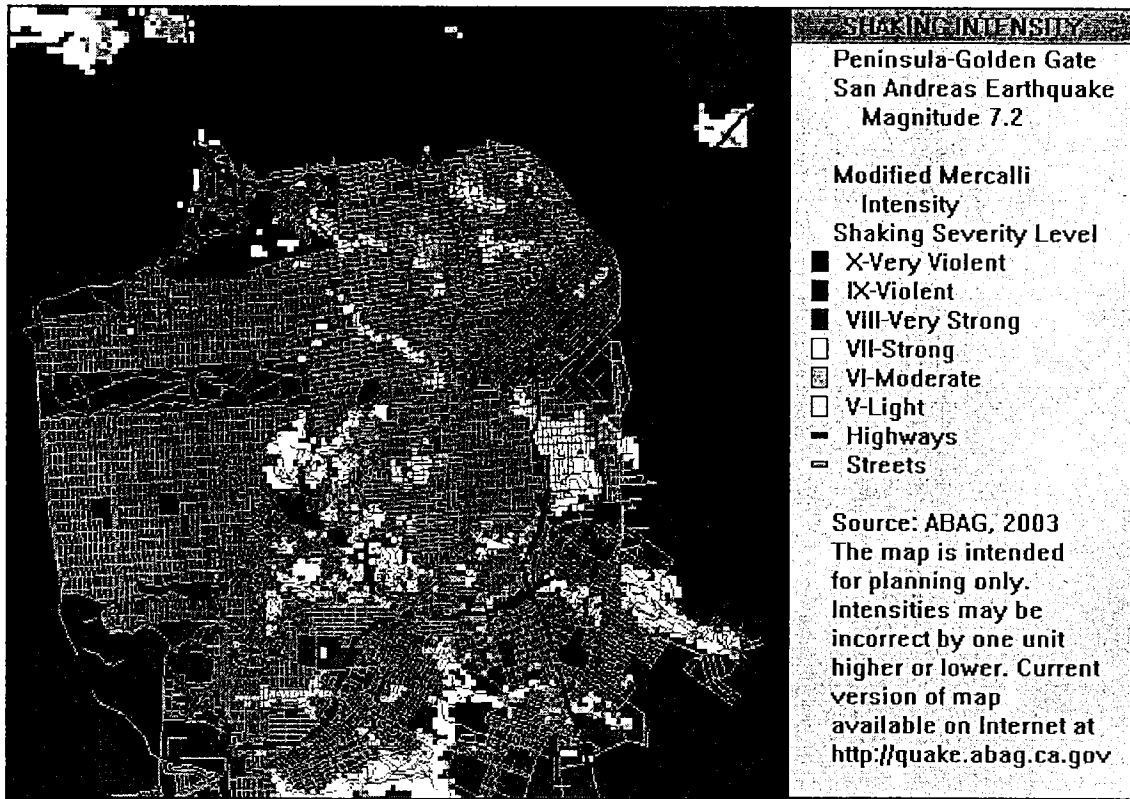 SHAKING INTENSITY
Peninsula-Golden Gate
San Andreas Earthquake
Magnitude 7.2
Modified Mercalli
Intensity
Shaking Severity Level
X-Very Violent
IX-Violent
VIII-Very Strong
VII-Strong
VI-Moderate
V-Light
Highways
Streets
Source: ABAG, 2003
The map is intended
for planning only.
Intensities may be
incorrect by one unit
higher or lower. Current
version of map
available on Internet at
http://quake.abag.ca.gov